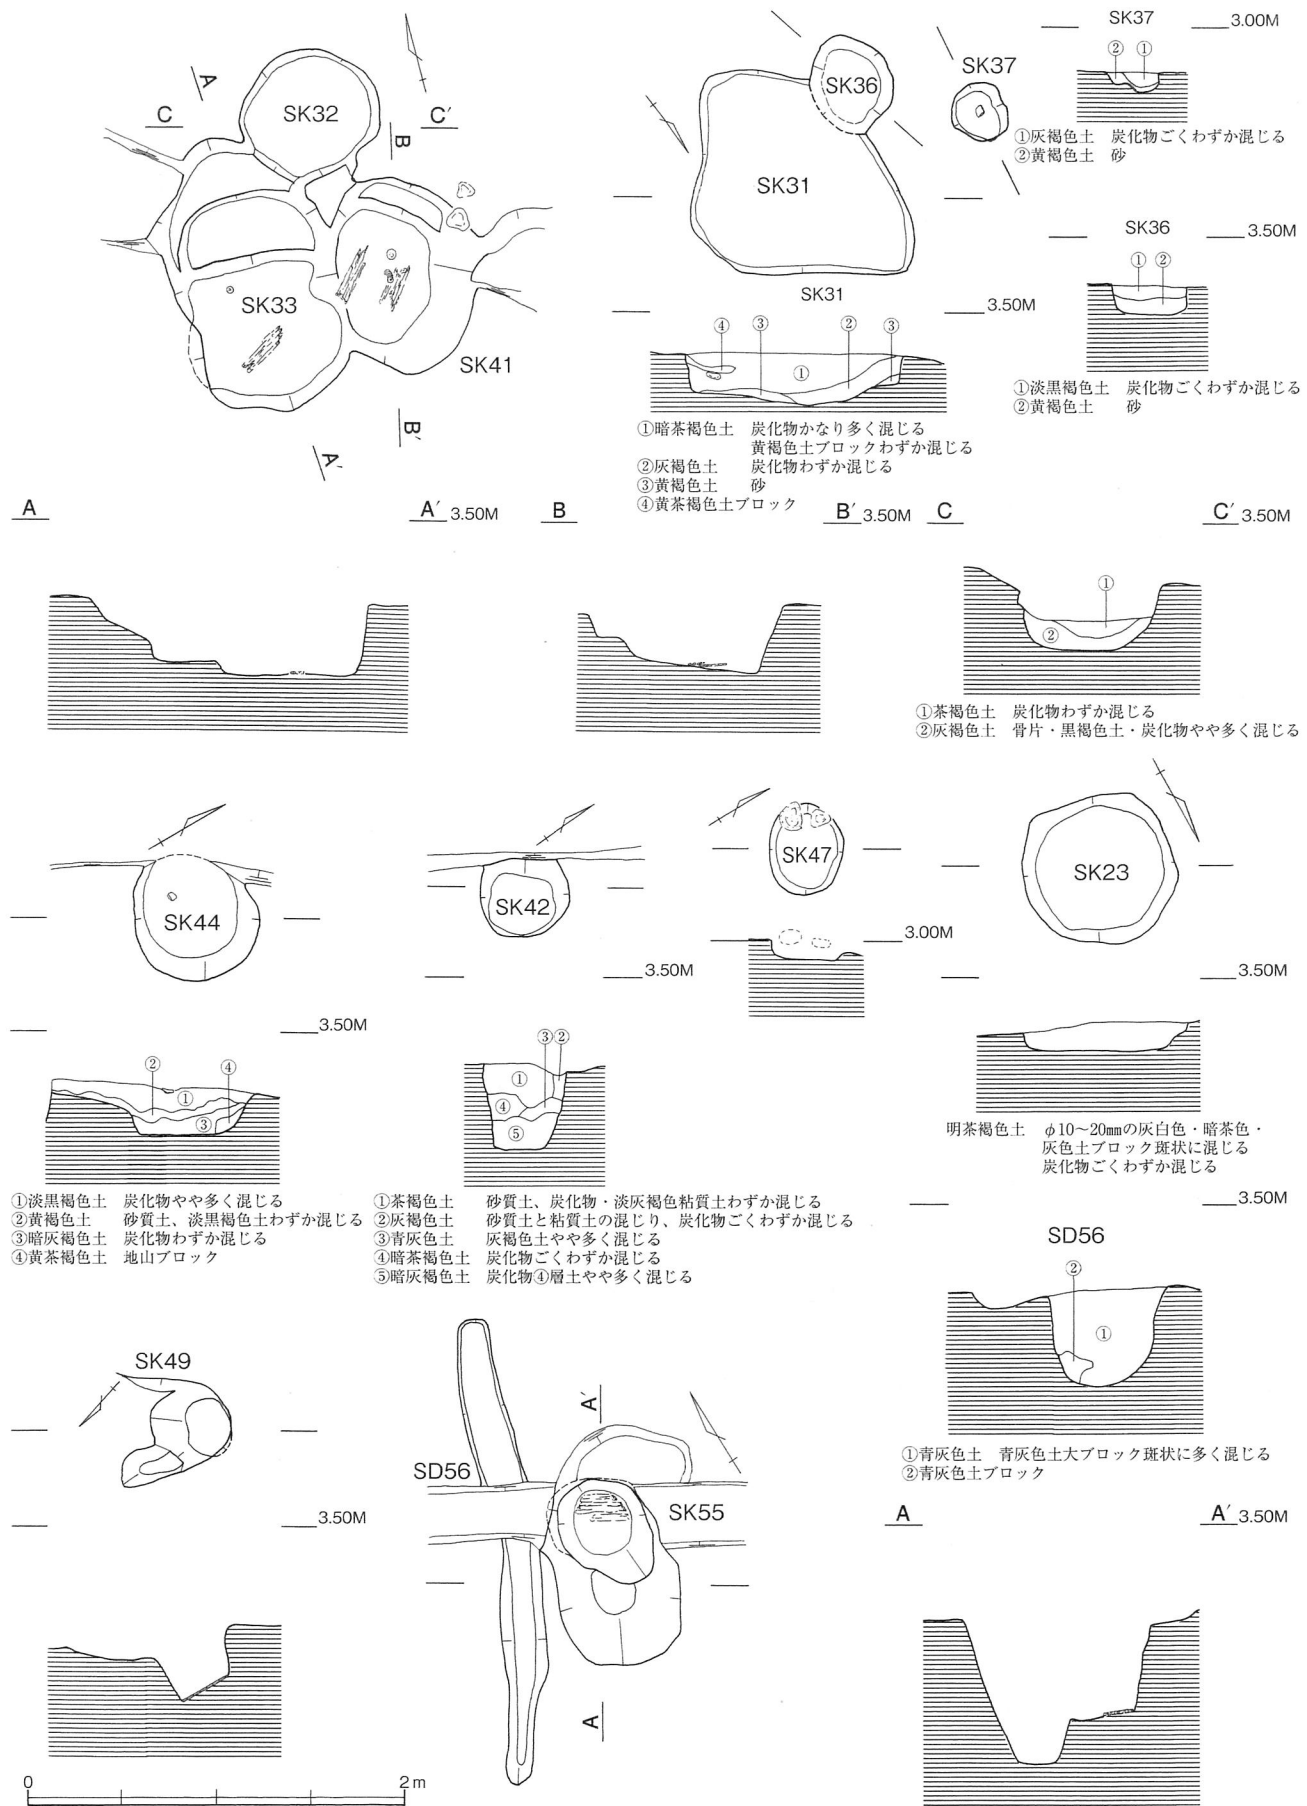 A
C
SK32
C′
B
SK33
SK41
B′
A′
SK36
SK31
SK37
SK37
3.00M
② ①
①灰褐色土 炭化物ごくわずか混じる
②黄褐色土 砂
SK36
3.50M
① ②
①淡黒褐色土 炭化物ごくわずか混じる
②黄褐色土 砂
SK31
3.50M
④ ③ ② ③
①
①暗茶褐色土 炭化物かなり多く混じる
黄褐色土ブロックわずか混じる
②灰褐色土 炭化物わずか混じる
③黄褐色土 砂
④黄茶褐色土ブロック
A A′ 3.50M
B B′ 3.50M
C C′ 3.50M
①
②
①茶褐色土 炭化物わずか混じる
②灰褐色土 骨片・黒褐色土・炭化物やや多く混じる
SK44
3.50M
② ④
①
③
①淡黒褐色土 炭化物やや多く混じる
②黄褐色土 砂質土、淡黒褐色土わずか混じる
③暗灰褐色土 炭化物わずか混じる
④黄茶褐色土 地山ブロック
SK42
3.50M
③②
①
④
⑤
①茶褐色土 砂質土、炭化物・淡灰褐色粘質土わずか混じる
②灰褐色土 砂質土と粘質土の混じり、炭化物ごくわずか混じる
③青灰色土 灰褐色土やや多く混じる
④暗茶褐色土 炭化物ごくわずか混じる
⑤暗灰褐色土 炭化物④層土やや多く混じる
SK47
3.00M
SK23
3.50M
明茶褐色土 φ10〜20㎜の灰白色・暗茶色・
灰色土ブロック斑状に混じる
炭化物ごくわずか混じる
3.50M
SD56
②
①
①青灰色土 青灰色土大ブロック斑状に多く混じる
②青灰色土ブロック
SK49
3.50M
A′
SD56
SK55
A
A A′ 3.50M
0 2m